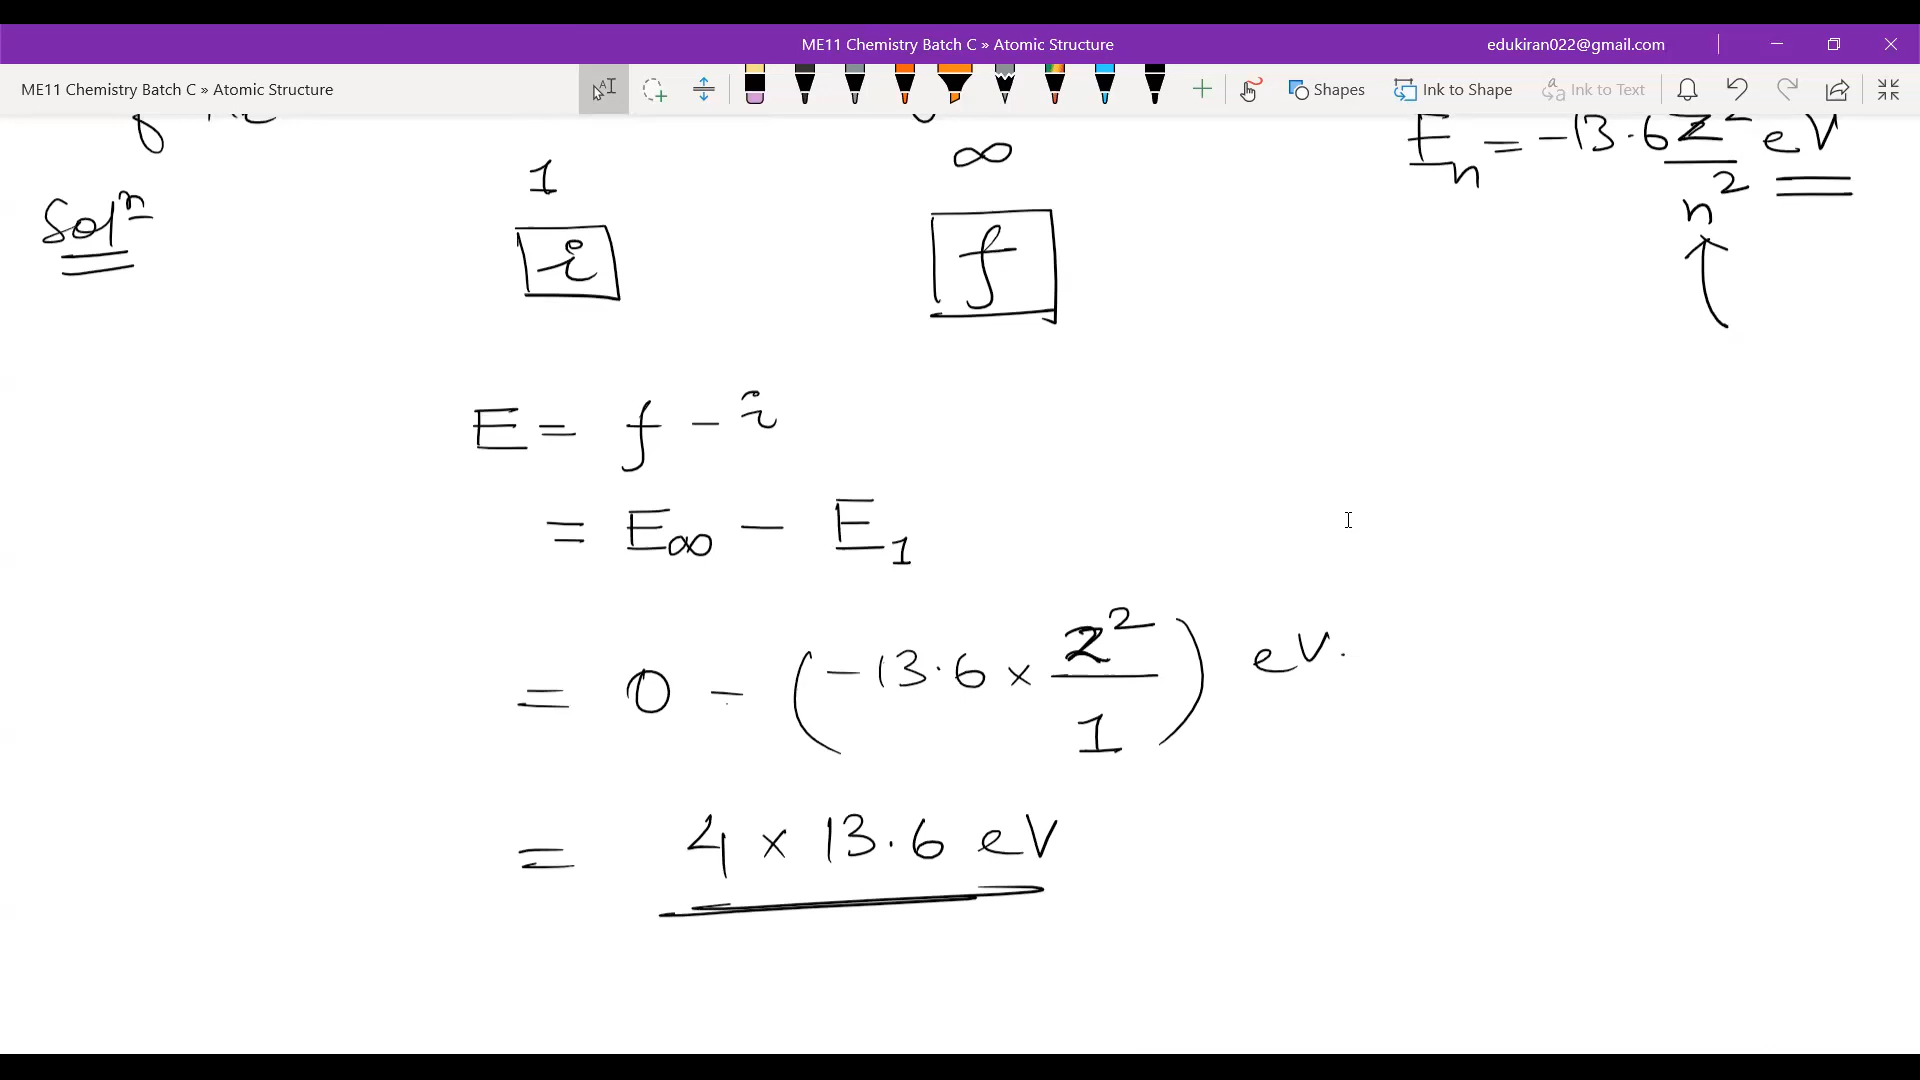 ME11 Chemistry Batch C » Atomic Structure
edukiran022@gmail.com
ME11 Chemistry Batch C » Atomic Structure
Shapes
Ink to Shape
Ink to Text
∞
Eₙ = -13.6 Z²/n² eV
1
Solⁿ
i
f
E = f - i
= E∞ - E₁
= 0 - (-13.6 × 2²/1) eV.
= 4 × 13.6 eV